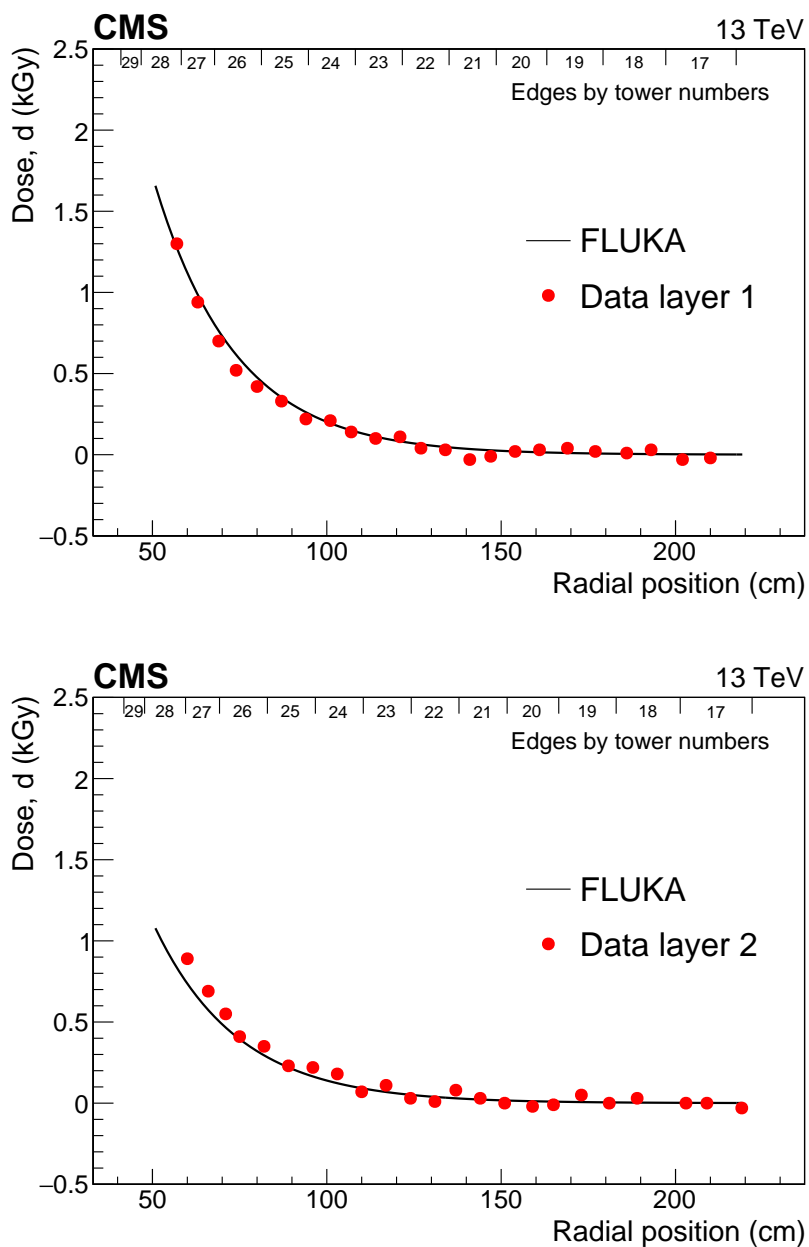 CMS 13 TeV
2.5
29 28 27 26 25 24 23 22 21 20 19 18 17
Edges by tower numbers
2
1.5
1
0.5
0
−0.5
Dose, d (kGy)
FLUKA
Data layer 1
50 100 150 200
Radial position (cm)
CMS 13 TeV
2.5
29 28 27 26 25 24 23 22 21 20 19 18 17
Edges by tower numbers
2
1.5
1
0.5
0
−0.5
Dose, d (kGy)
FLUKA
Data layer 2
50 100 150 200
Radial position (cm)